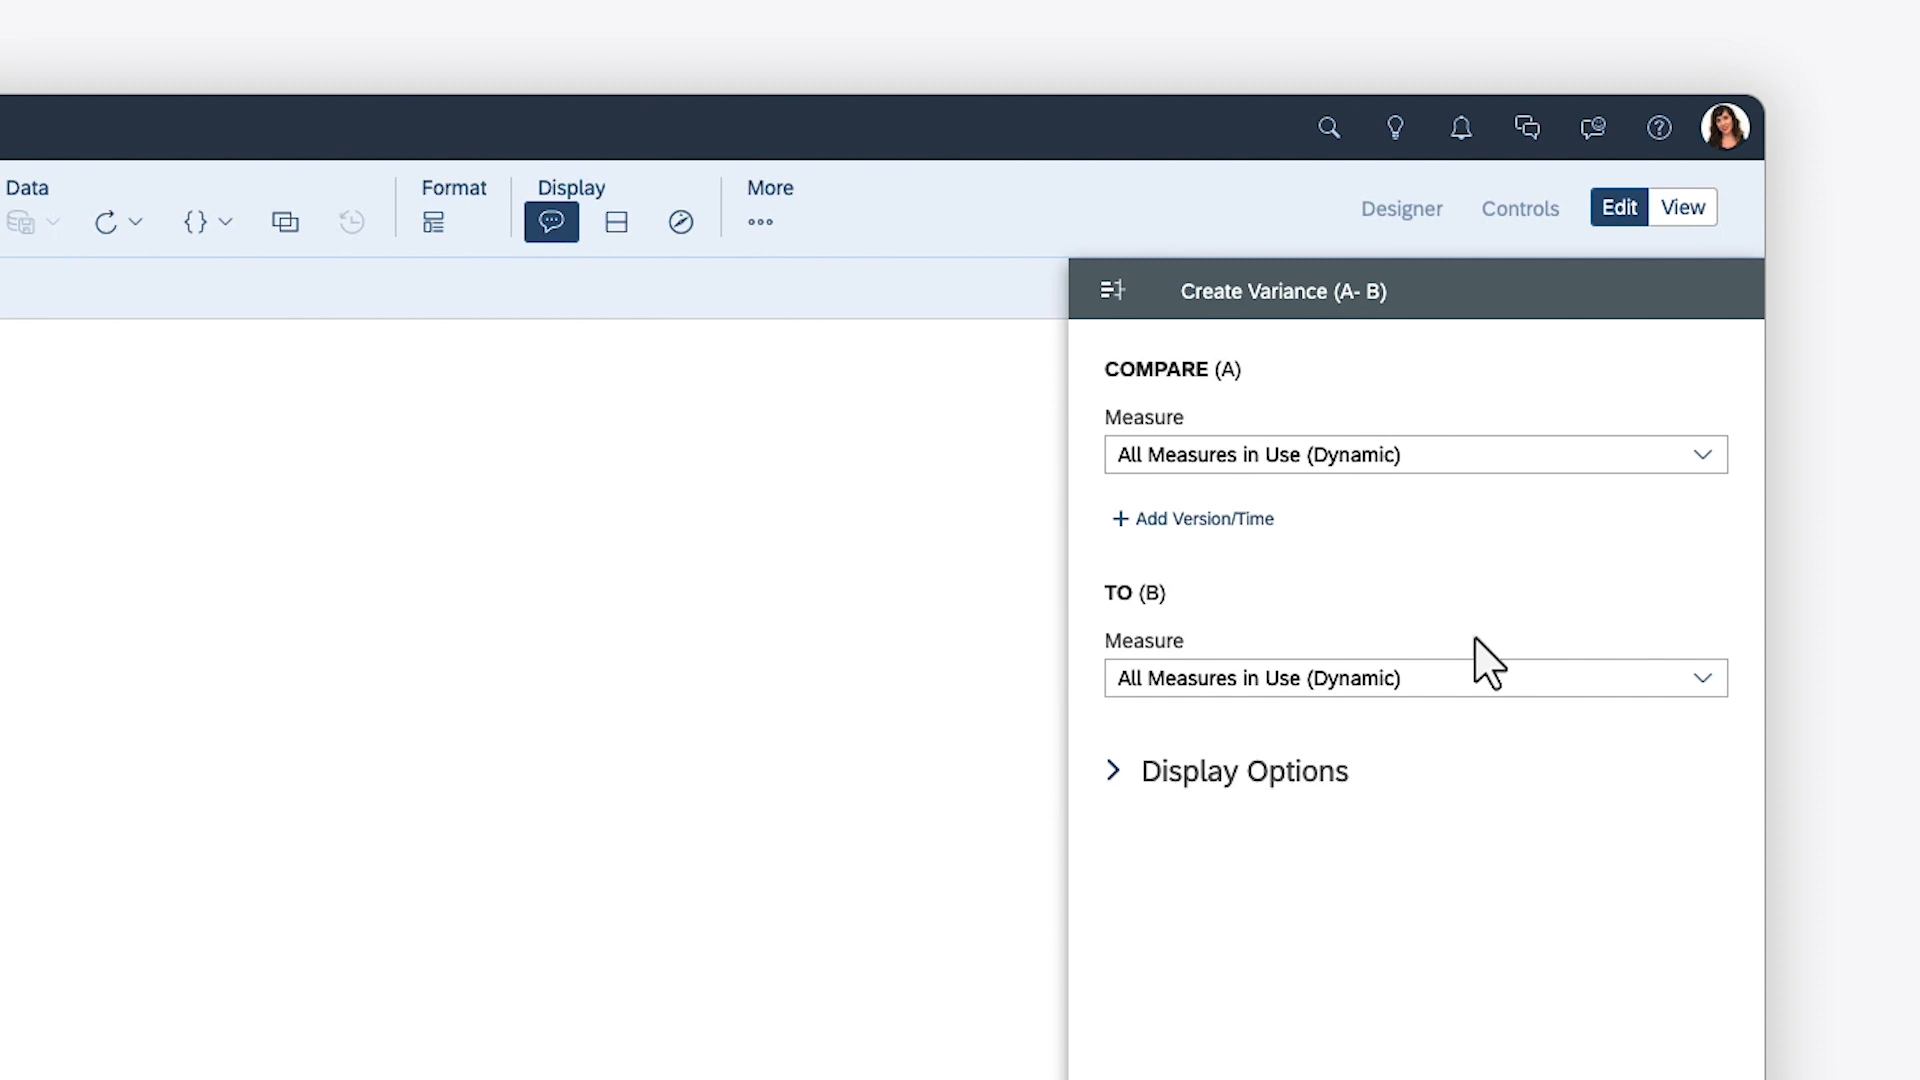 Data
Format
Display
More
Designer
Controls
Edit
View
Create Variance (A- B)
COMPARE (A)
Measure
All Measures in Use (Dynamic)
+ Add Version/Time
TO (B)
Measure
All Measures in Use (Dynamic)
Display Options